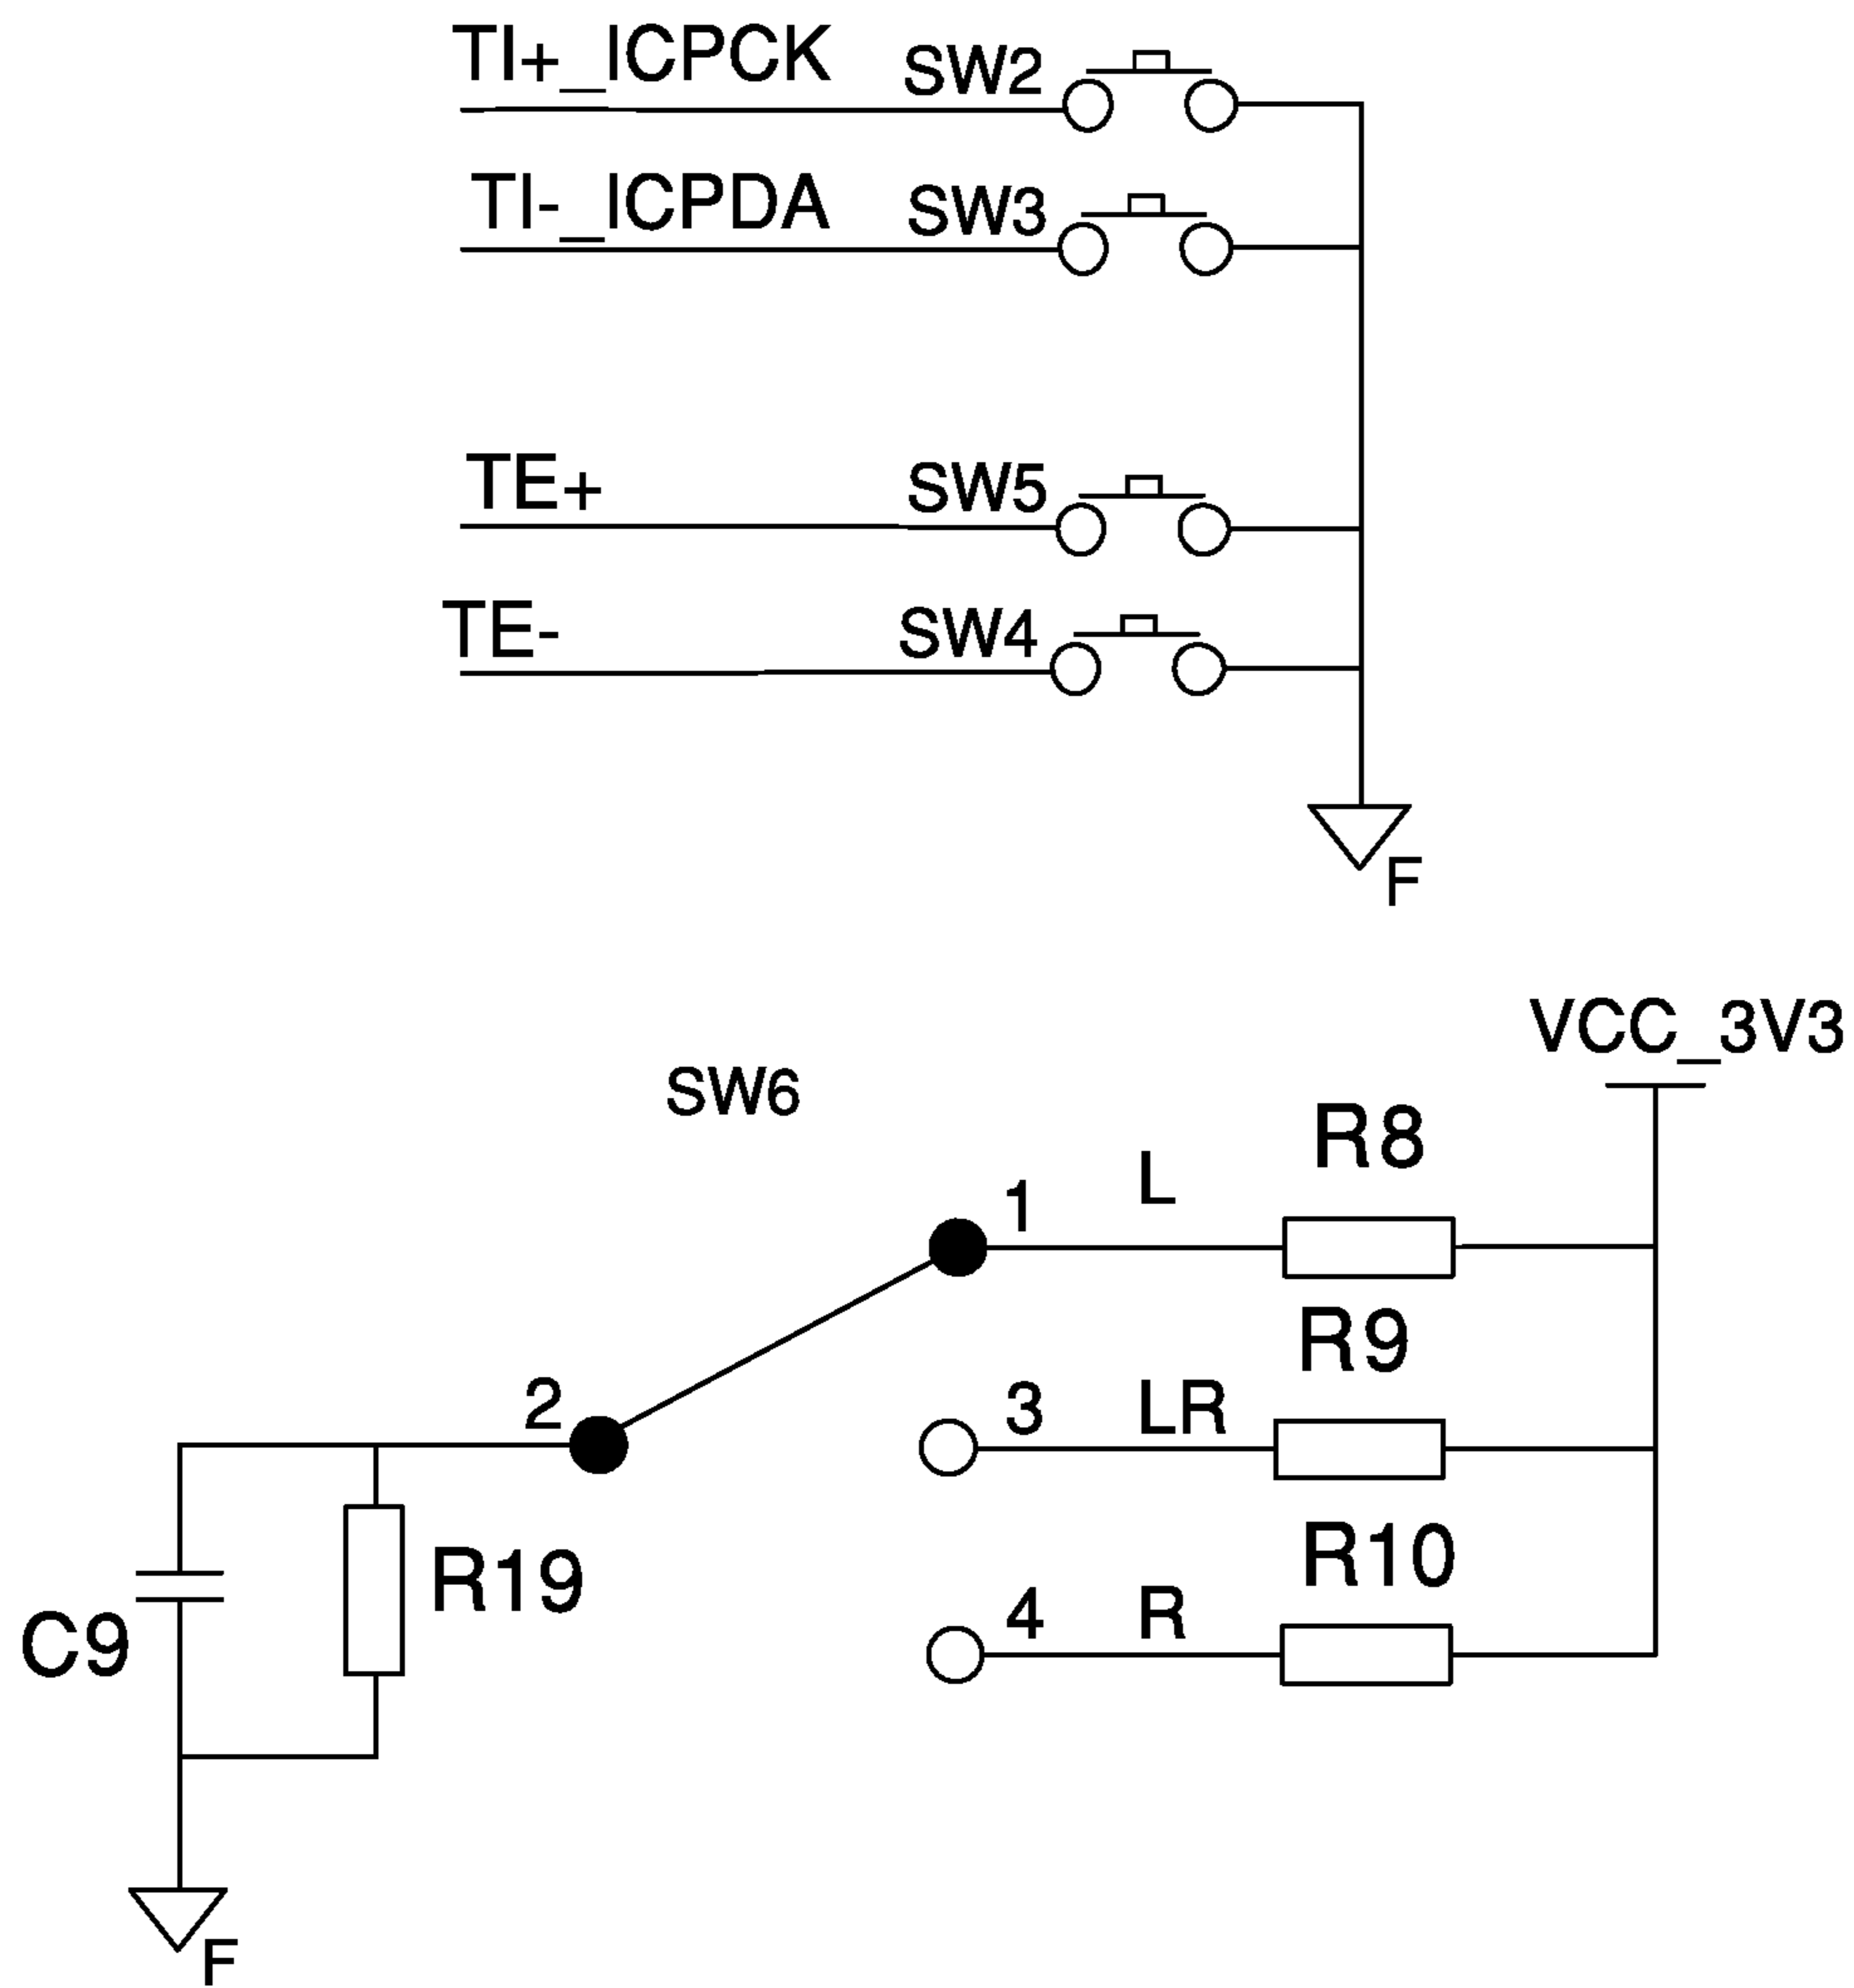 TI+_ICPCK SW2
TI-_ICPDA SW3
TE+ SW5
TE- SW4
F
VCC_3V3
SW6
R8
1 L
R9
2
3 LR
R10
R19
4 R
C9
F